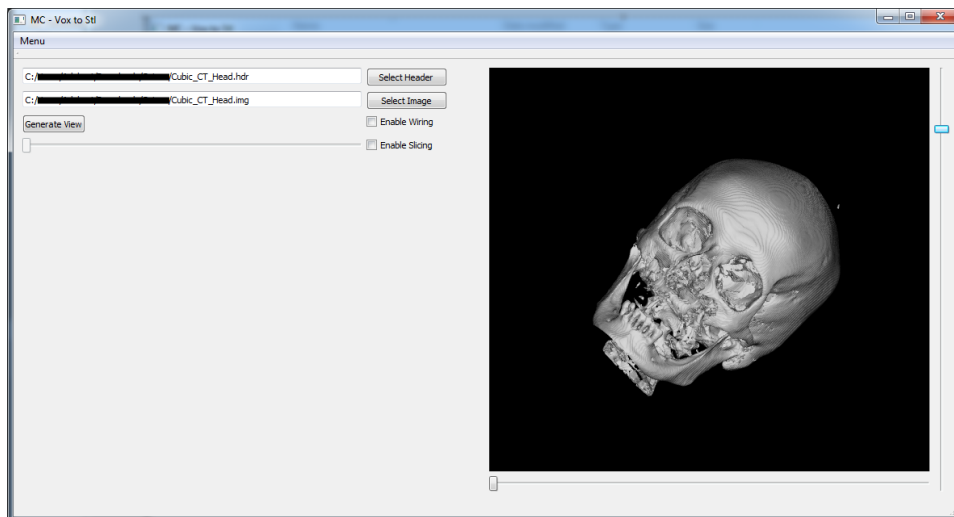 MC - Vox to Stl
Menu
C:/ /Cubic_CT_Head.hdr
Select Header
C:/ /Cubic_CT_Head.img
Select Image
Generate View
Enable Wiring
Enable Slicing